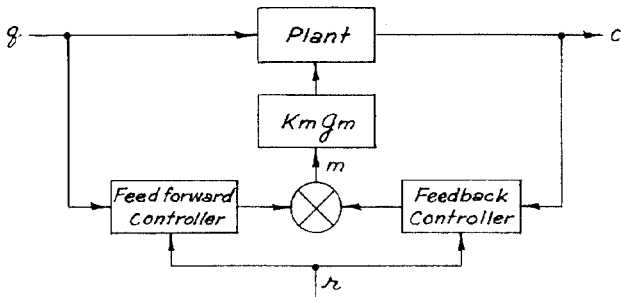 q
Plant
c
Km gm
m
Feed forward
Controller
Feedback
Controller
r